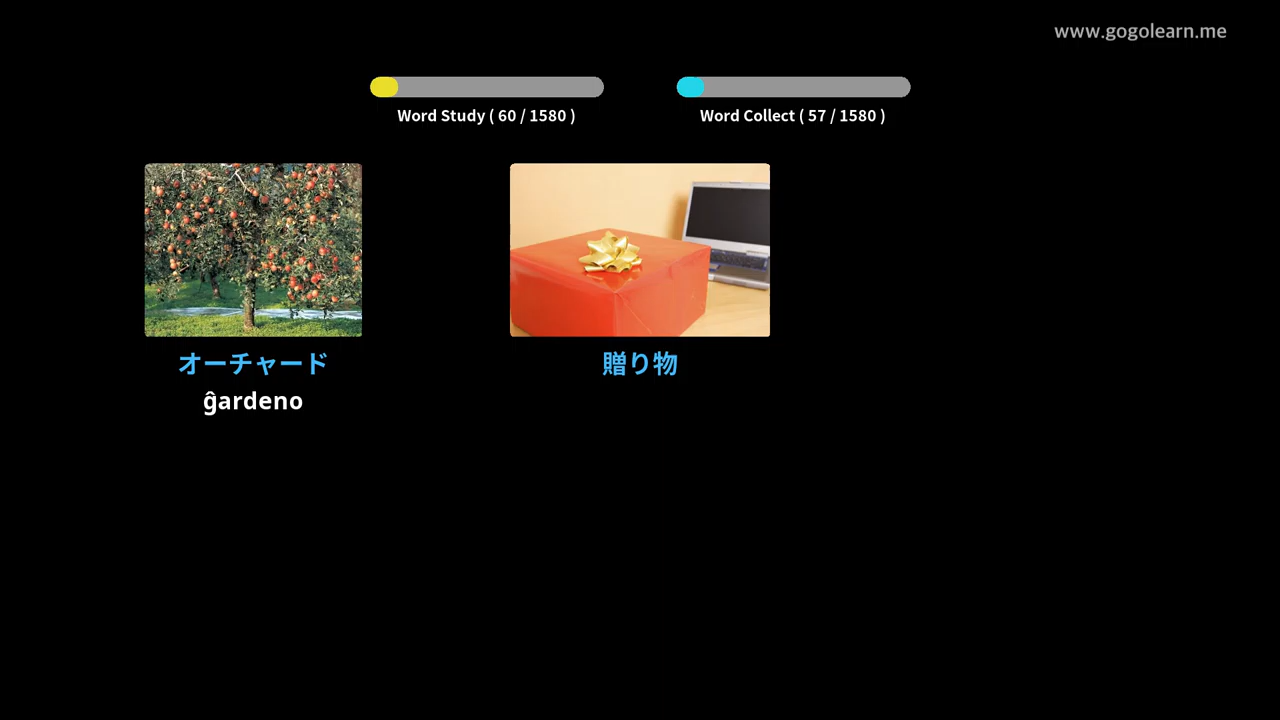 www.gogolearn.me
Word Study ( 60 / 1580 )
Word Collect ( 57 / 1580 )
オーチャード
ĝardeno
贈り物